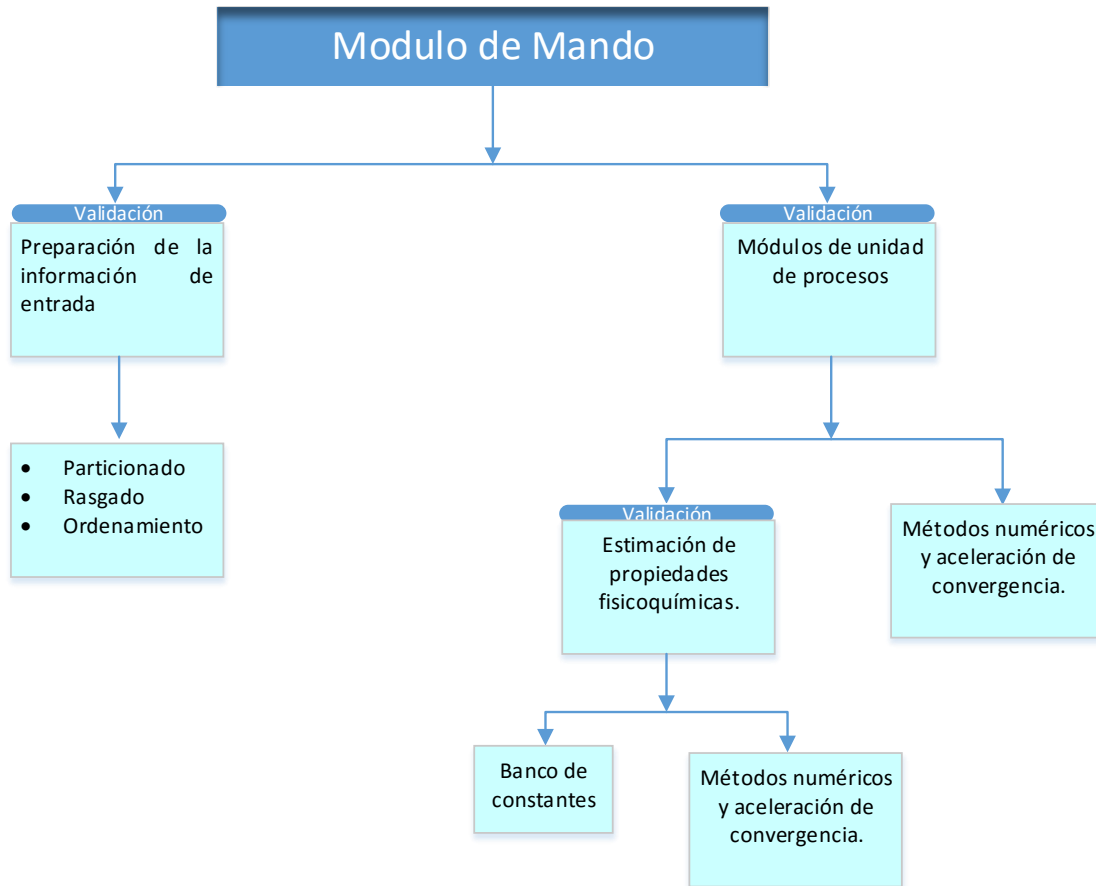 Modulo de Mando
Validación
Preparación de la
información de
entrada
Validación
Módulos de unidad
de procesos
• Particionado
• Rasgado
• Ordenamiento
Validación
Estimación de
propiedades
fisicoquímicas.
Métodos numéricos
y aceleración de
convergencia.
Banco de
constantes
Métodos numéricos
y aceleración de
convergencia.